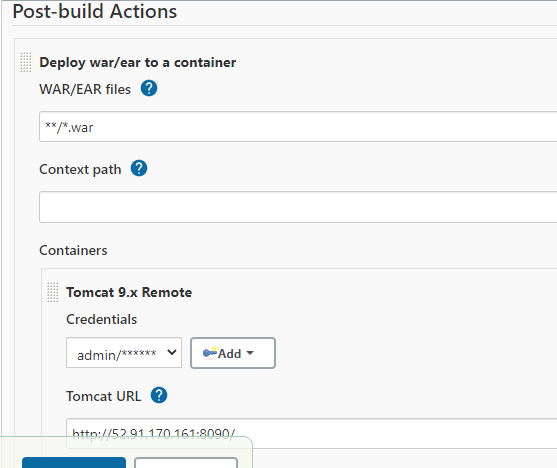 Post-build Actions
Deploy war/ear to a container
WAR/EAR files ?
**/*.war
Context path ?
Containers
Tomcat 9.x Remote
Credentials
admin/******
Add
Tomcat URL ?
http://52.91.170.161:8090/